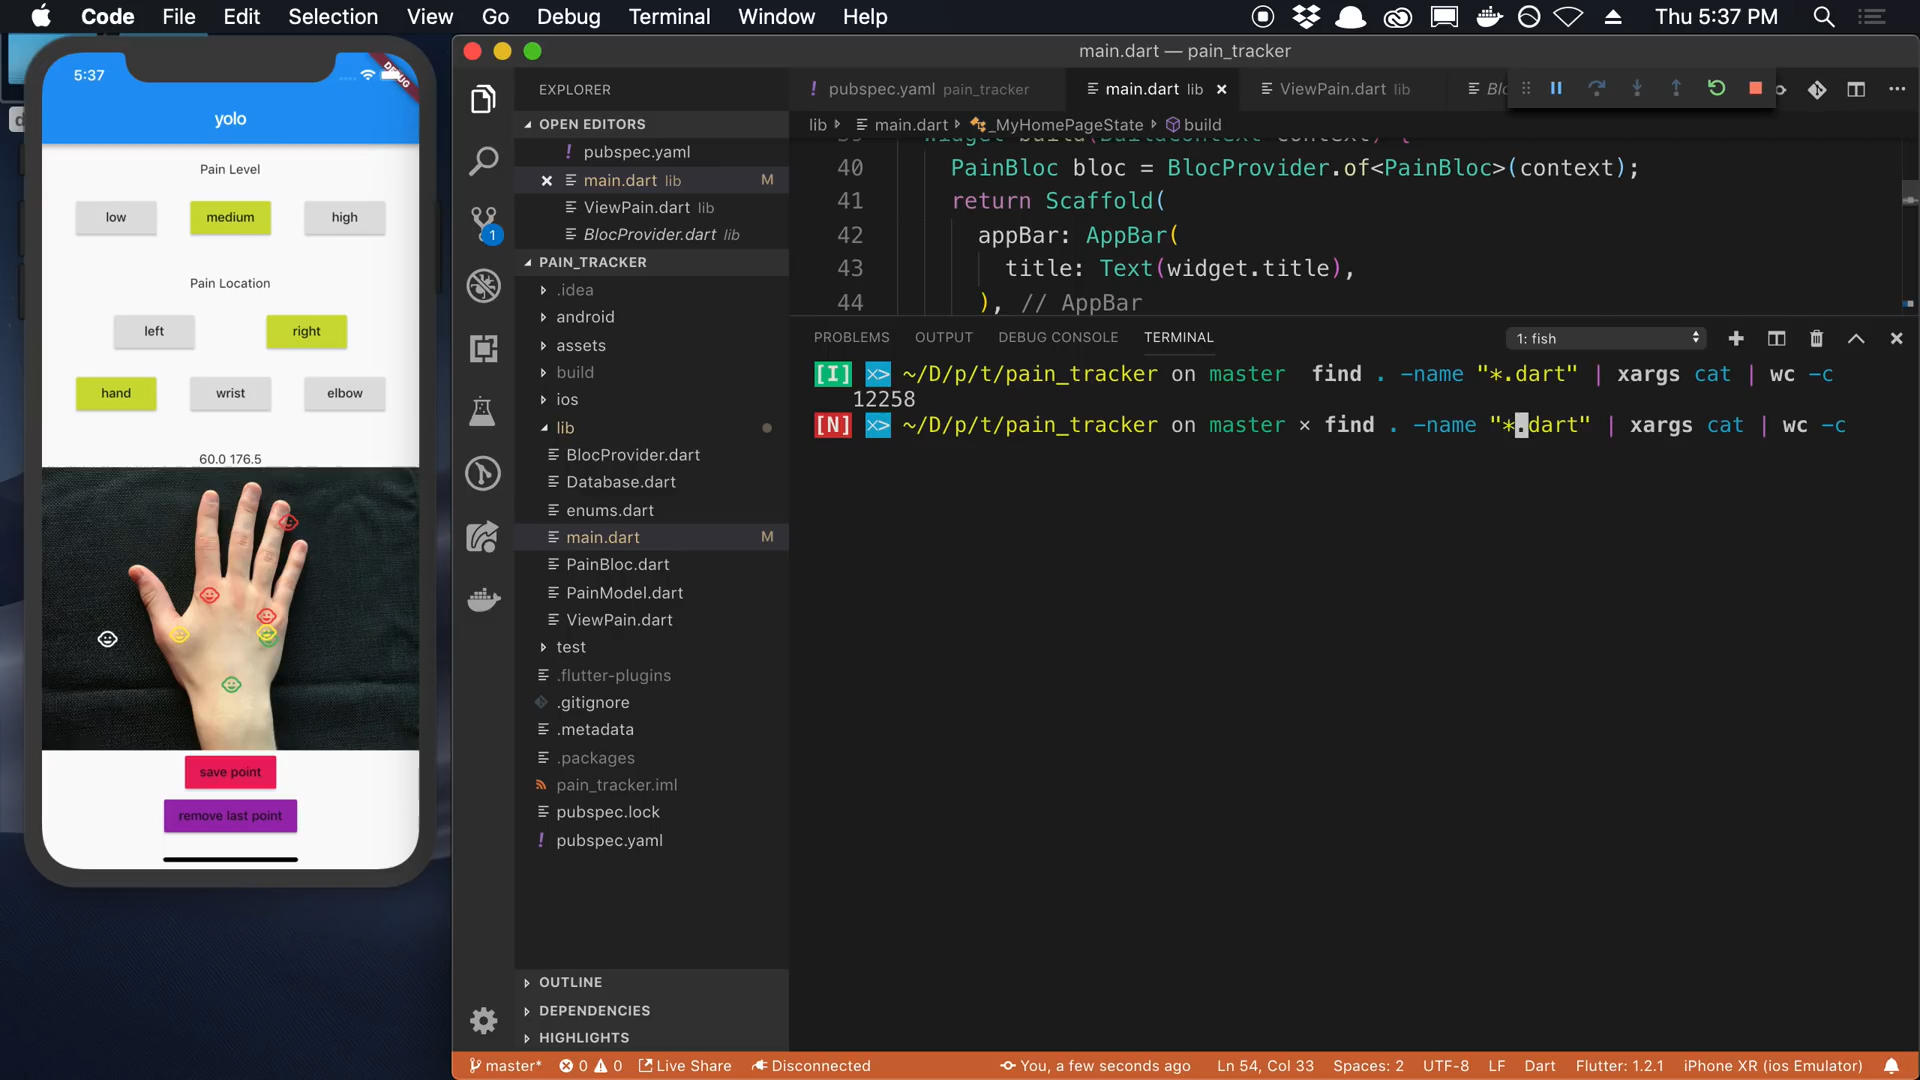 Code File Edit Selection View Go Debug Terminal Window Help
Thu 5:37 PM
5:37
DEBUG
yolo
Pain Level
low medium high
Pain Location
left right
hand wrist elbow
60.0 176.5
save point
remove last point
main.dart — pain_tracker
EXPLORER
OPEN EDITORS
! pubspec.yaml
main.dart lib M
ViewPain.dart lib
BlocProvider.dart lib
PAIN_TRACKER
.idea
android
assets
build
ios
lib
BlocProvider.dart
Database.dart
enums.dart
main.dart M
PainBloc.dart
PainModel.dart
ViewPain.dart
test
.flutter-plugins
.gitignore
.metadata
.packages
pain_tracker.iml
pubspec.lock
! pubspec.yaml
OUTLINE
DEPENDENCIES
HIGHLIGHTS
1
! pubspec.yaml pain_tracker main.dart lib ViewPain.dart lib Blo
lib main.dart _MyHomePageState build
39 Widget build(BuildContext context) {
40 PainBloc bloc = BlocProvider.of<PainBloc>(context);
41 return Scaffold(
42 appBar: AppBar(
43 title: Text(widget.title),
44 ), // AppBar
PROBLEMS OUTPUT DEBUG CONSOLE TERMINAL
1: fish
[I] ×> ~/D/p/t/pain_tracker on master find . -name "*.dart" | xargs cat | wc -c
12258
[N] ×> ~/D/p/t/pain_tracker on master × find . -name "*.dart" | xargs cat | wc -c
master* 0 0 Live Share Disconnected You, a few seconds ago Ln 54, Col 33 Spaces: 2 UTF-8 LF Dart Flutter: 1.2.1 iPhone XR (ios Emulator)